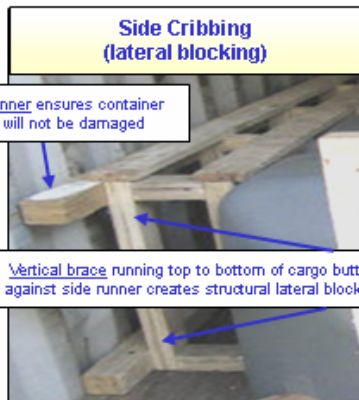 Side Cribbing
(lateral blocking)
nner ensures container
will not be damaged
Vertical brace running top to bottom of cargo butt
against side runner creates structural lateral block